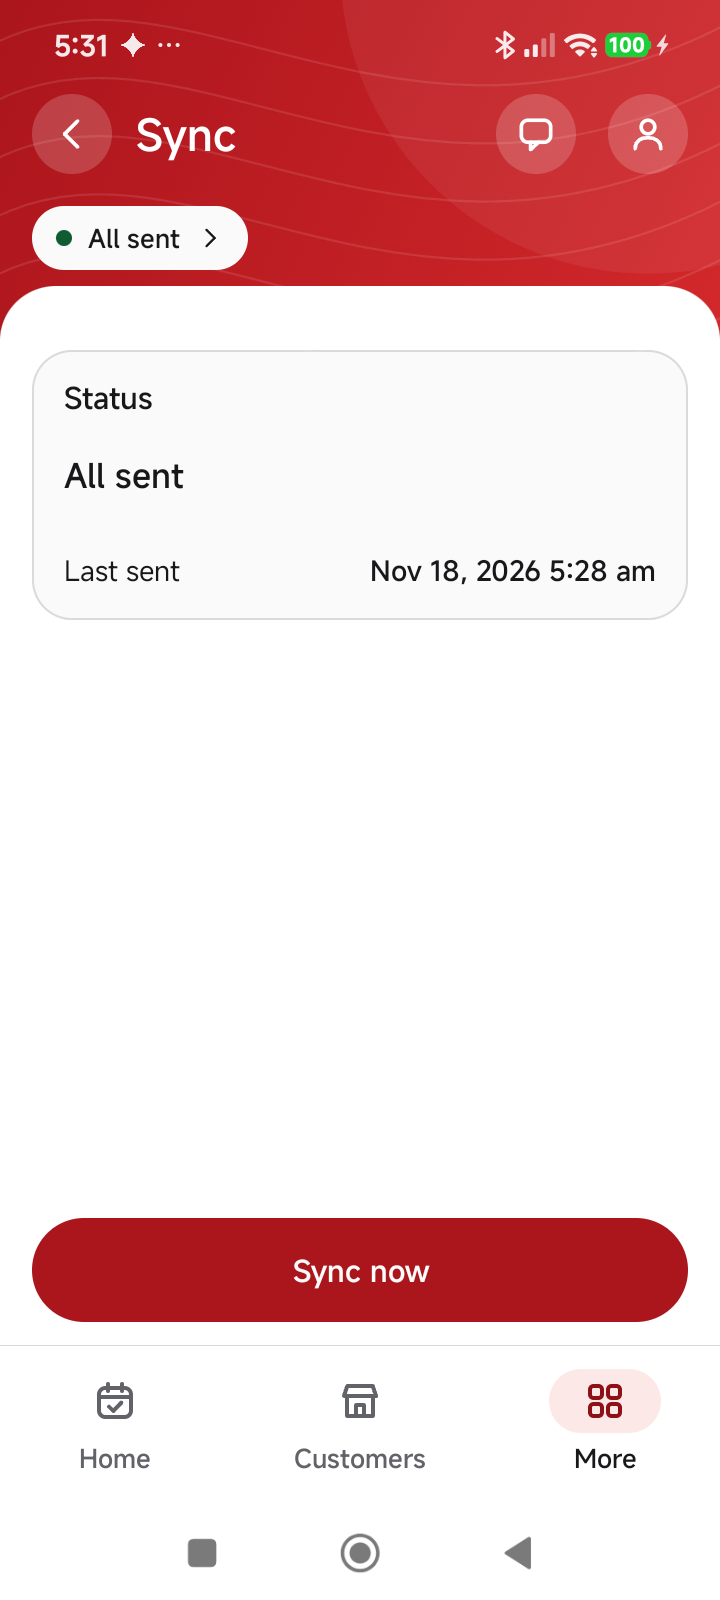 5:31
100
Sync
All sent
Status
All sent
Last sent Nov 18, 2026 5:28 am
Sync now
Home Customers More